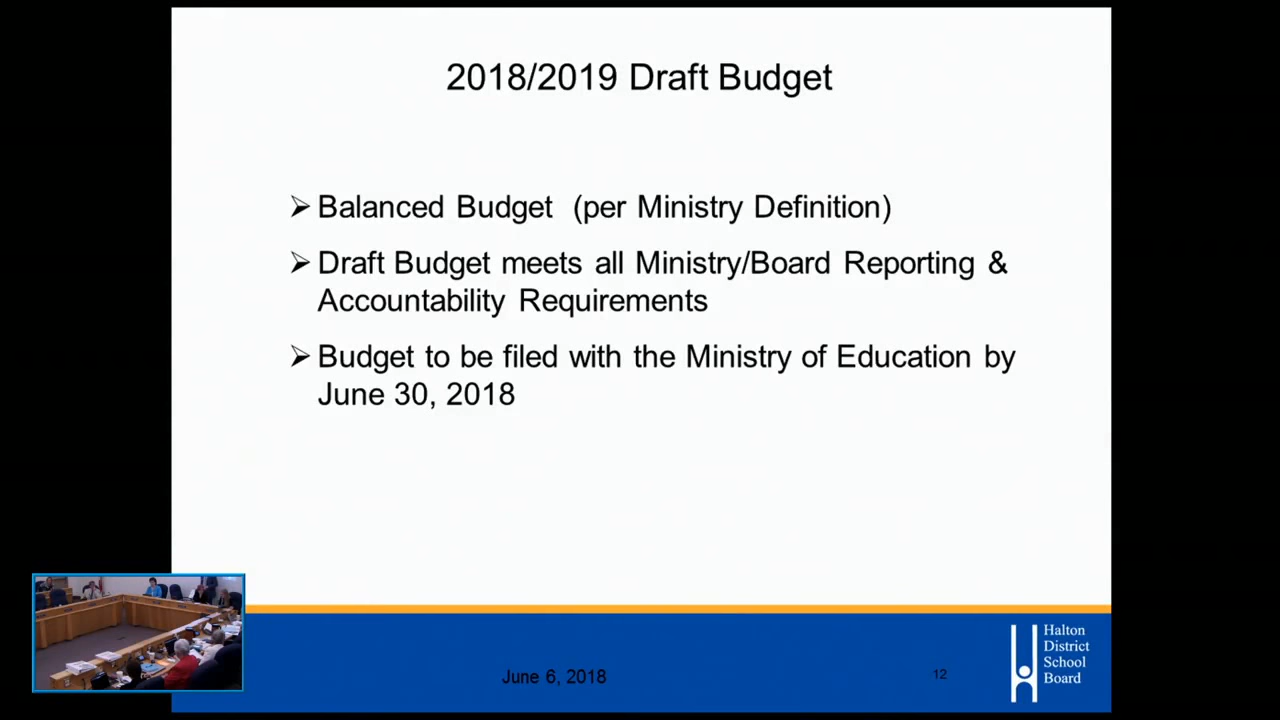 2018/2019 Draft Budget
➢ Balanced Budget (per Ministry Definition)
➢ Draft Budget meets all Ministry/Board Reporting &
Accountability Requirements
➢ Budget to be filed with the Ministry of Education by
June 30, 2018
June 6, 2018
12
Halton
District
School
Board